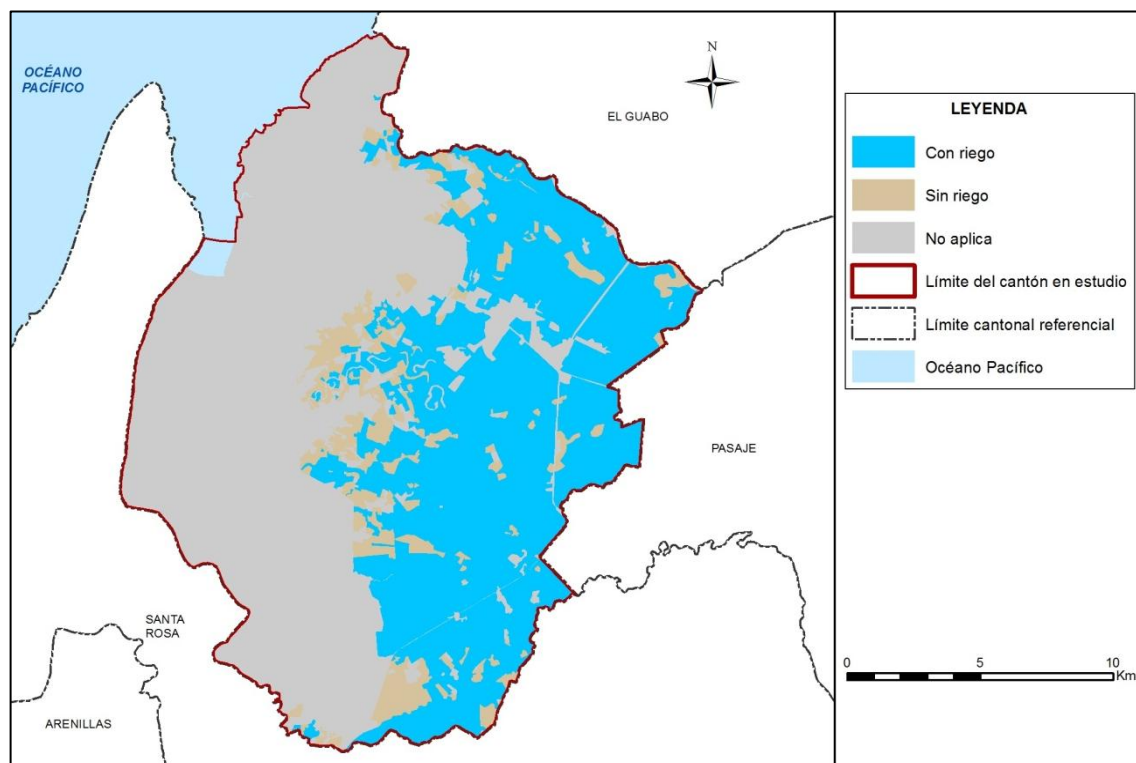 OCÉANO
PACÍFICO
N
EL GUABO
PASAJE
SANTA
ROSA
ARENILLAS
LEYENDA
Con riego
Sin riego
No aplica
Límite del cantón en estudio
Límite cantonal referencial
Océano Pacífico
0 5 10
Km